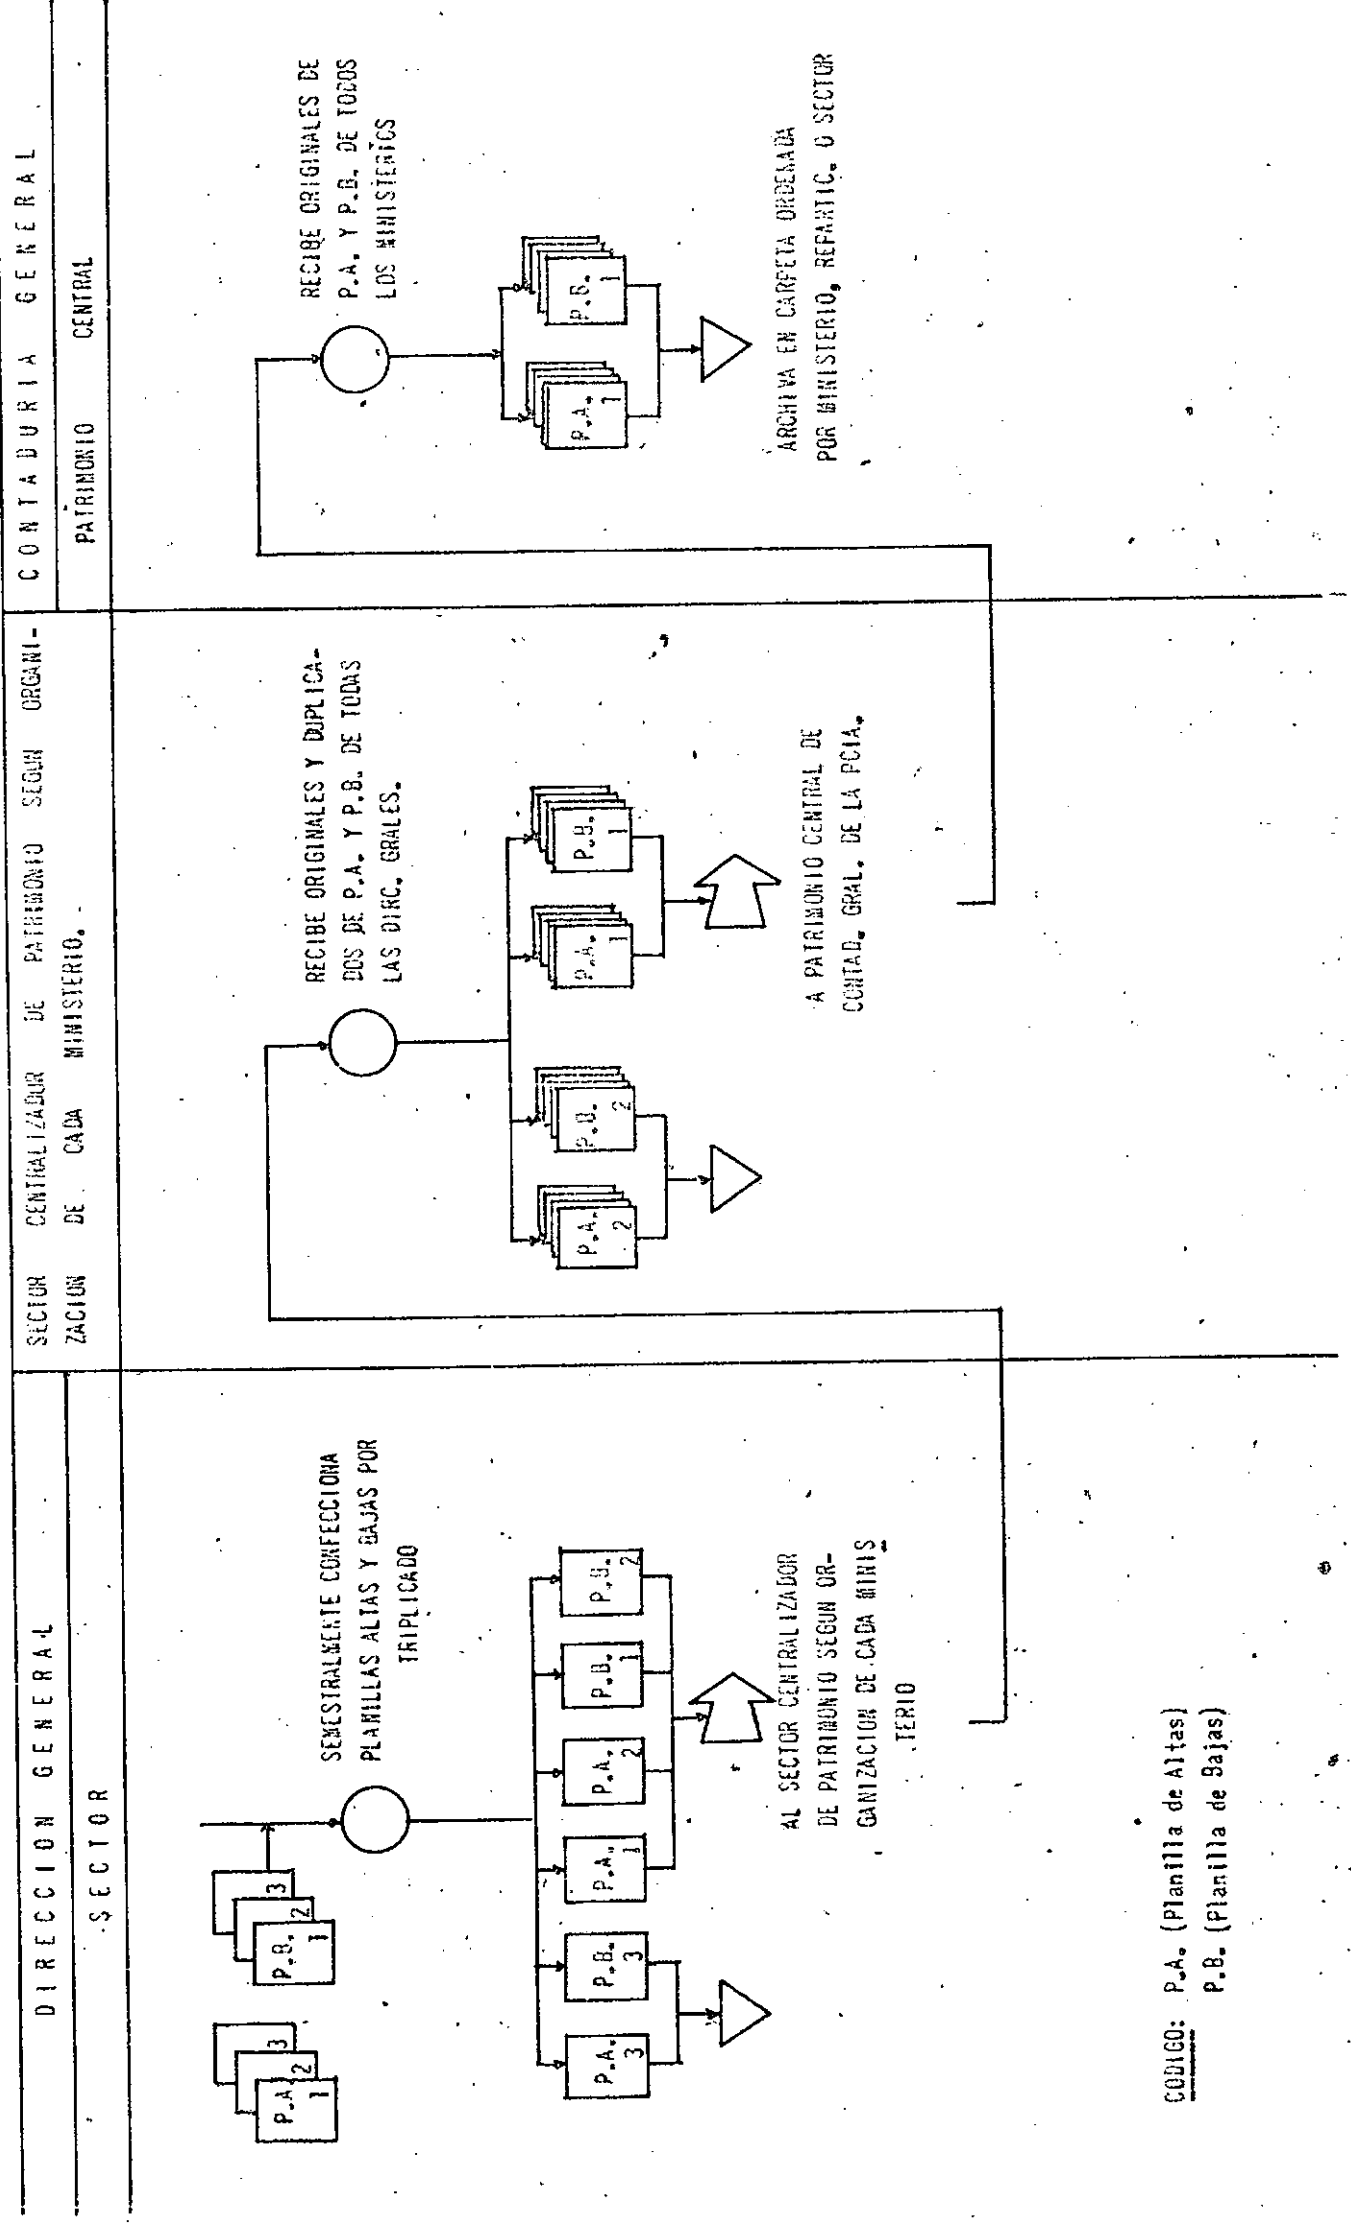 DIRECCION GENERAL
SECTOR
P.A.
1
2
3
P.B.
1
2
3
SEMESTRALMENTE CONFECCIONA
PLANILLAS ALTAS Y BAJAS POR
TRIPLICADO
P.A.
3
P.B.
3
P.A.
1
P.A.
2
P.B.
1
P.B.
2
AL SECTOR CENTRALIZADOR
DE PATRIMONIO SEGUN OR-
GANIZACION DE CADA MINIS
TERIO
CODIGO: P.A. (Planilla de Altas)
P.B. (Planilla de Bajas)
SECTOR CENTRALIZADOR DE PATRIMONIO SEGUN ORGANI-
ZACION DE CADA MINISTERIO.
RECIBE ORIGINALES Y DUPLICA-
DOS DE P.A. Y P.B. DE TODAS
LAS DIRC. GRALES.
P.A.
2
P.B.
2
P.A.
1
P.B.
1
A PATRIMONIO CENTRAL DE
CONTAD. GRAL. DE LA PCIA.
CONTADURIA GENERAL
PATRIMONIO CENTRAL
RECIBE ORIGINALES DE
P.A. Y P.B. DE TODOS
LOS MINISTERIOS
P.A.
1
P.B.
1
ARCHIVA EN CARPETA ORDENADA
POR MINISTERIO, REPARTIC. O SECTOR